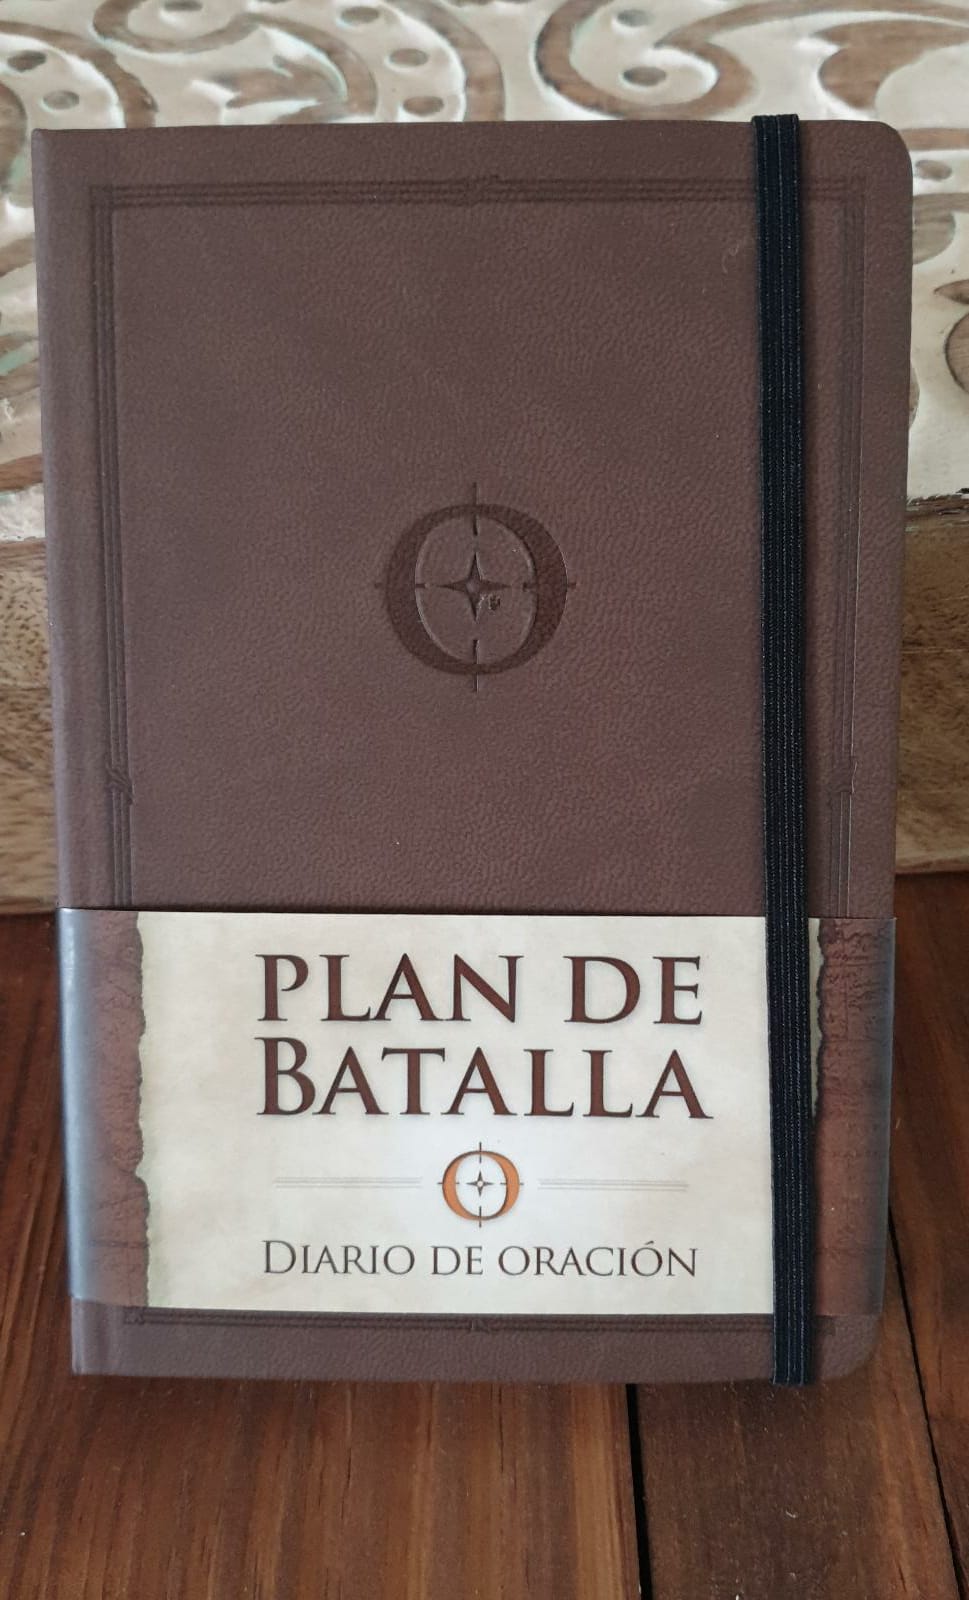 PLAN DE
BATALLA
DIARIO DE ORACIÓN